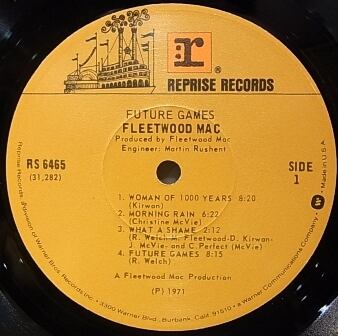 r
REPRISE RECORDS
FUTURE GAMES
FLEETWOOD MAC
Produced by Fleetwood Mac
Engineer: Martin Rushent
RS 6465
(31,282)
SIDE
1
1. WOMAN OF 1000 YEARS 8:20
(Kirwan)
2. MORNING RAIN 6:22
(Christine McVie)
3. WHAT A SHAME 2:12
(R. Welch-M. Fleetwood-D. Kirwan-
J. McVie- and C. Perfect (McVie)
4. FUTURE GAMES 8:15
(R. Welch)
A Fleetwood Mac Production
(P) 1971
Reprise Records, a Division of Warner Bros. Records Inc. • 3300 Warner Blvd., Burbank, Calif. 91510 • a Warner Communications Company • W • Made in U.S.A.